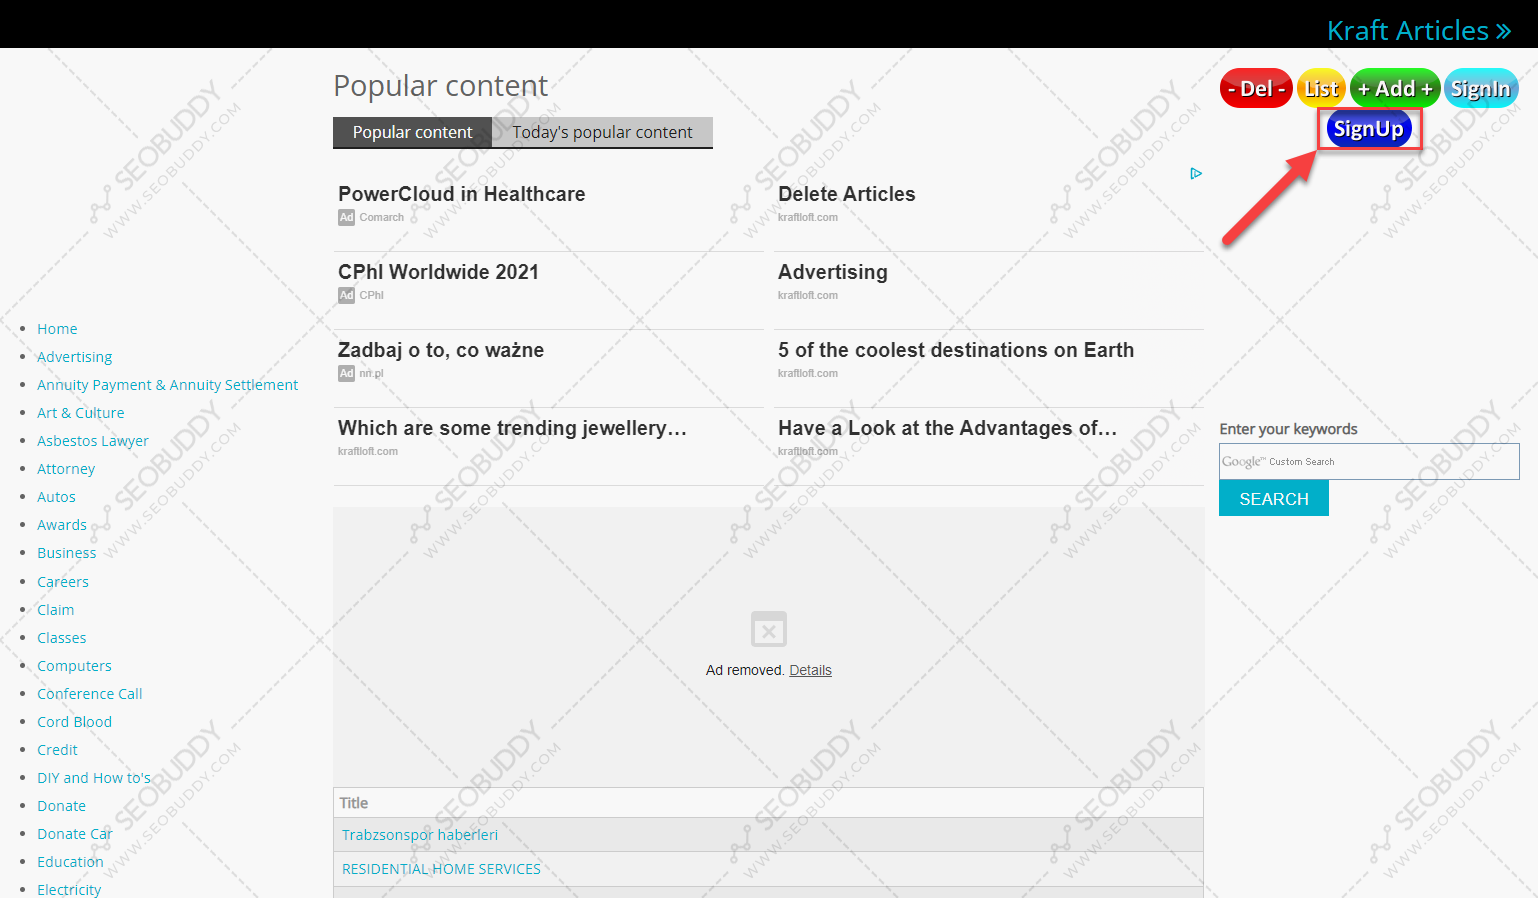 Kraft Articles »
Popular content
Popular content
Today's popular content
PowerCloud in Healthcare
Ad Comarch
Delete Articles
kraftloft.com
CPhI Worldwide 2021
Ad CPhI
Advertising
kraftloft.com
Zadbaj o to, co ważne
Ad nn.pl
5 of the coolest destinations on Earth
kraftloft.com
Which are some trending jewellery…
kraftloft.com
Have a Look at the Advantages of…
kraftloft.com
- Del -
List
+ Add +
SignIn
SignUp
Home
Advertising
Annuity Payment & Annuity Settlement
Art & Culture
Asbestos Lawyer
Attorney
Autos
Awards
Business
Careers
Claim
Classes
Computers
Conference Call
Cord Blood
Credit
DIY and How to's
Donate
Donate Car
Education
Electricity
Ad removed. Details
Title
Trabzsonspor haberleri
RESIDENTIAL HOME SERVICES
Enter your keywords
Google™ Custom Search
SEARCH
SEOBUDDY
WWW.SEOBUDDY.COM